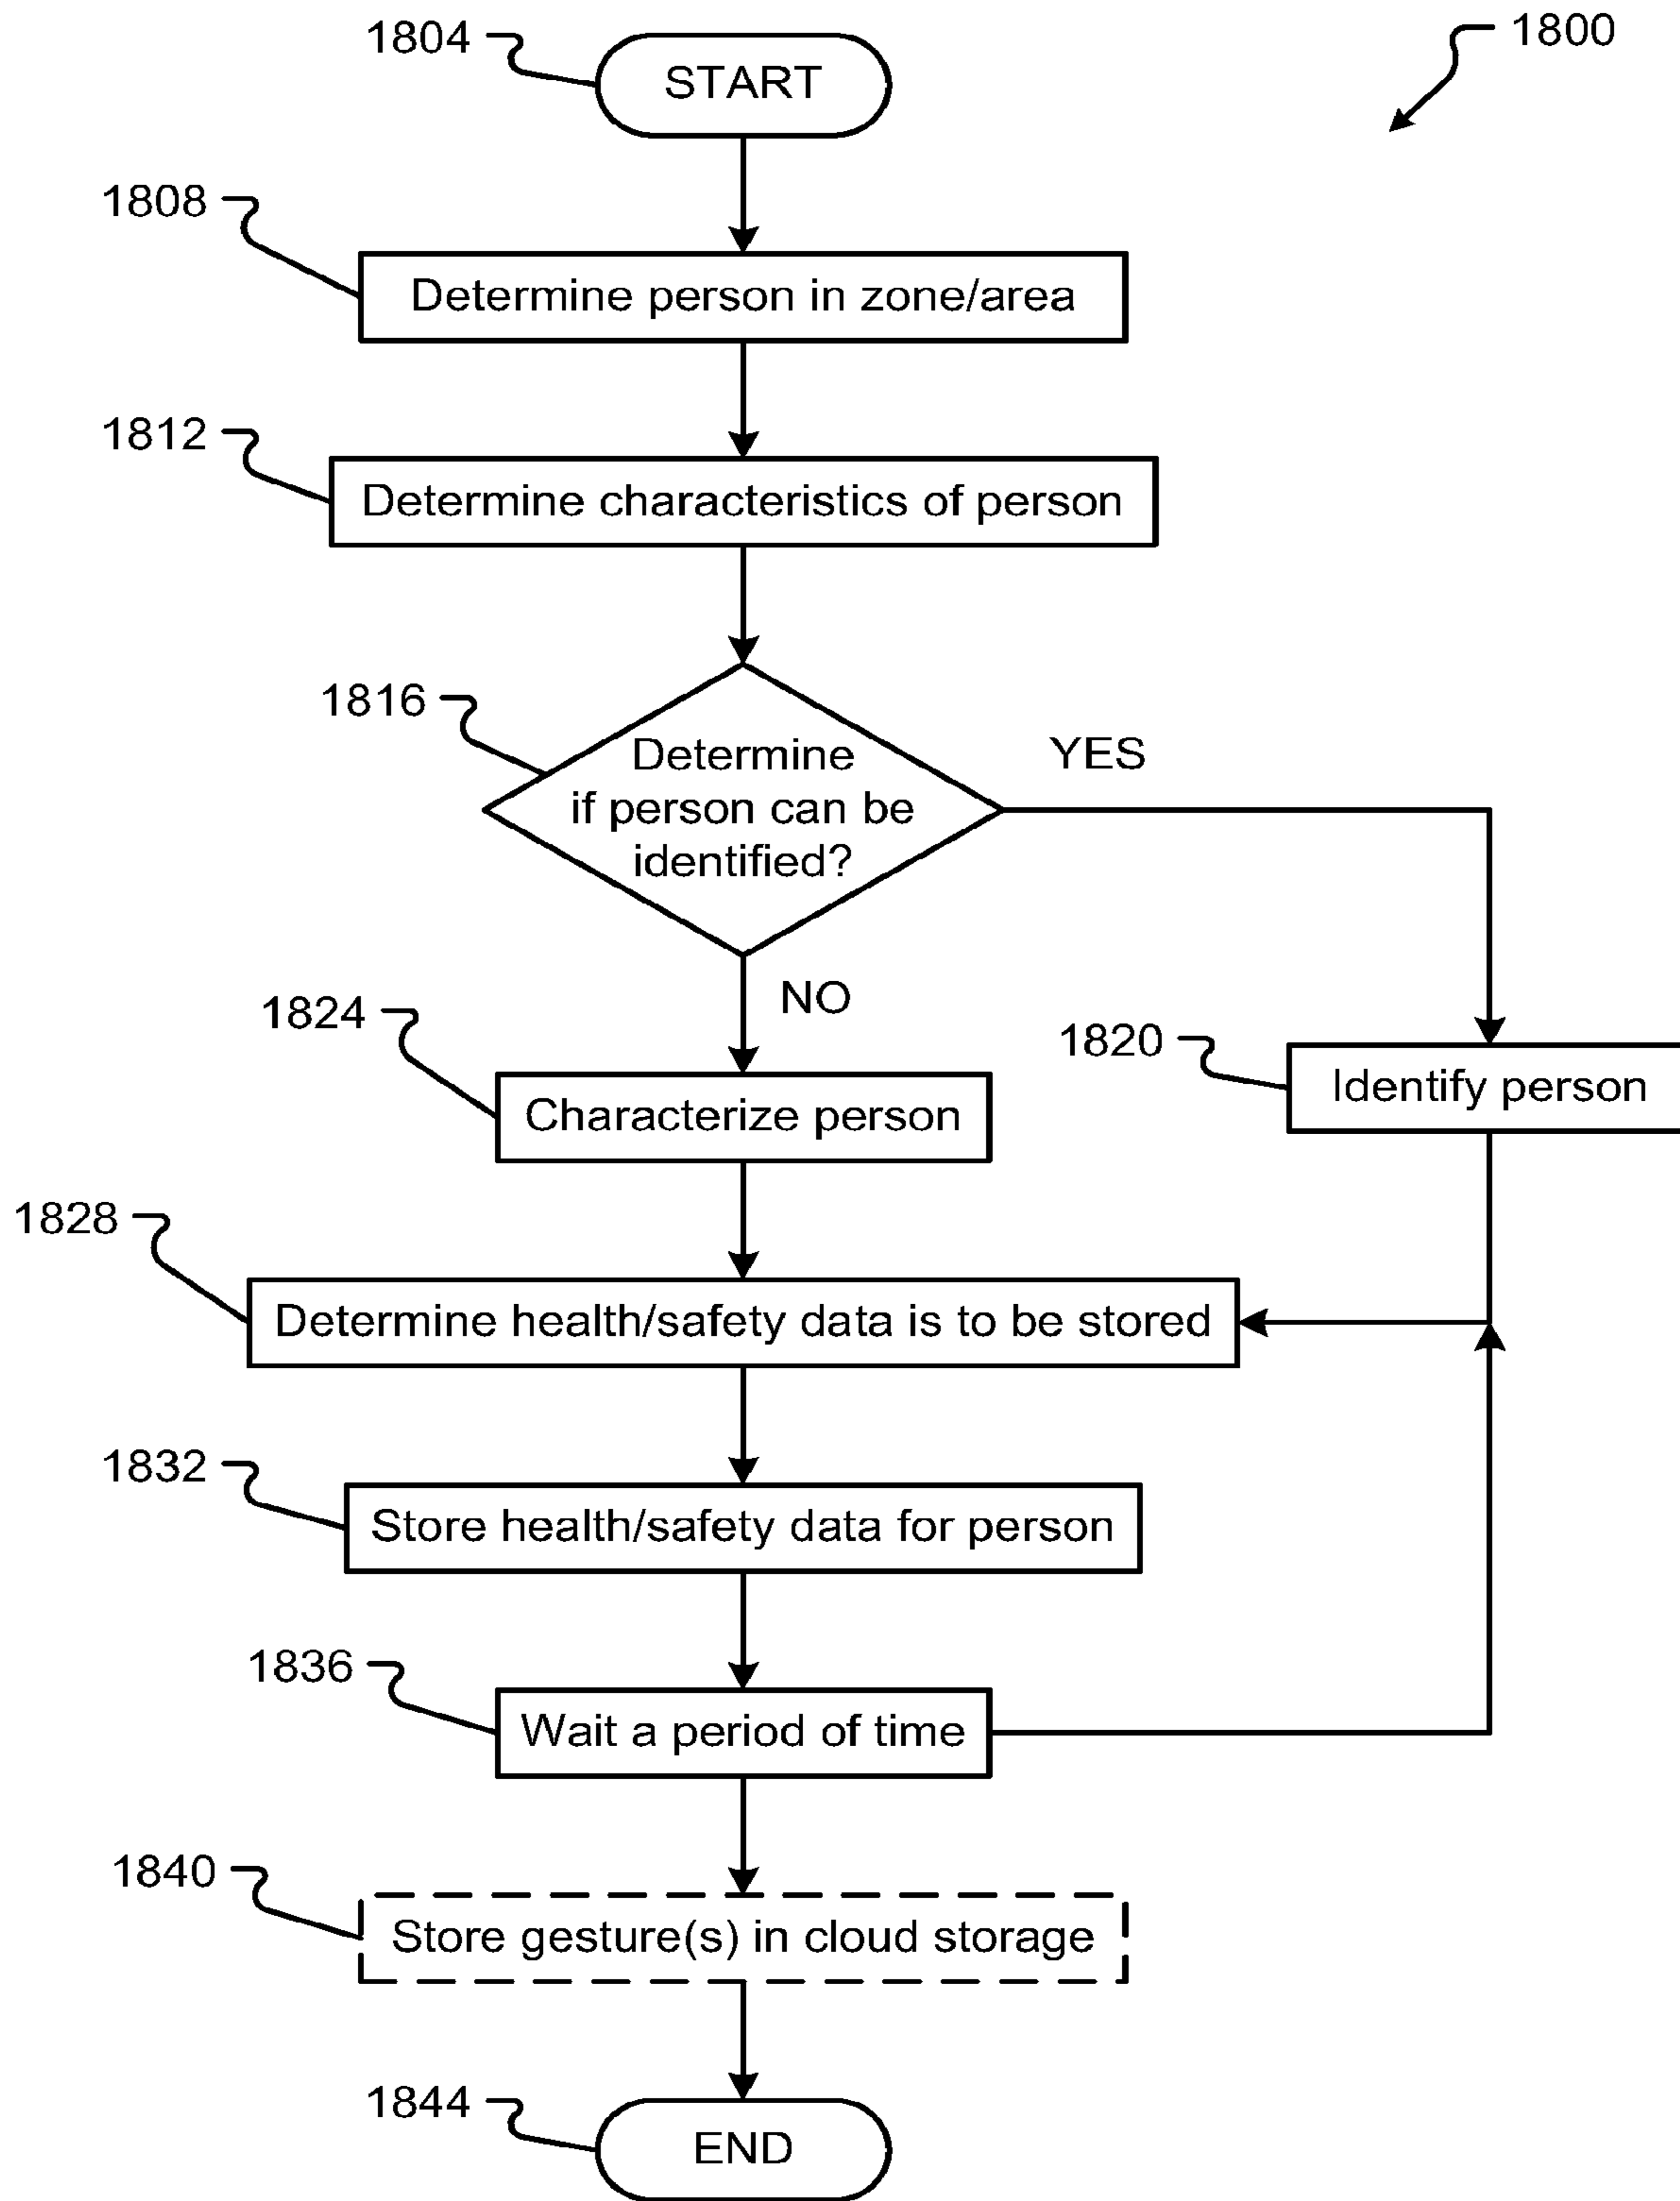 1804
START
1800
1808
Determine person in zone/area
1812
Determine characteristics of person
1816
Determine
if person can be
identified?
YES
NO
1824
Characterize person
1820
Identify person
1828
Determine health/safety data is to be stored
1832
Store health/safety data for person
1836
Wait a period of time
1840
Store gesture(s) in cloud storage
1844
END